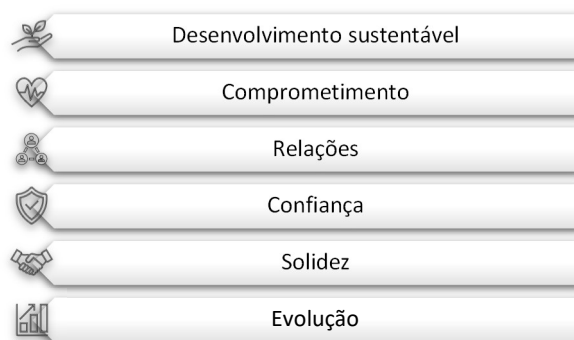 Desenvolvimento sustentável
Comprometimento
Relações
Confiança
Solidez
Evolução